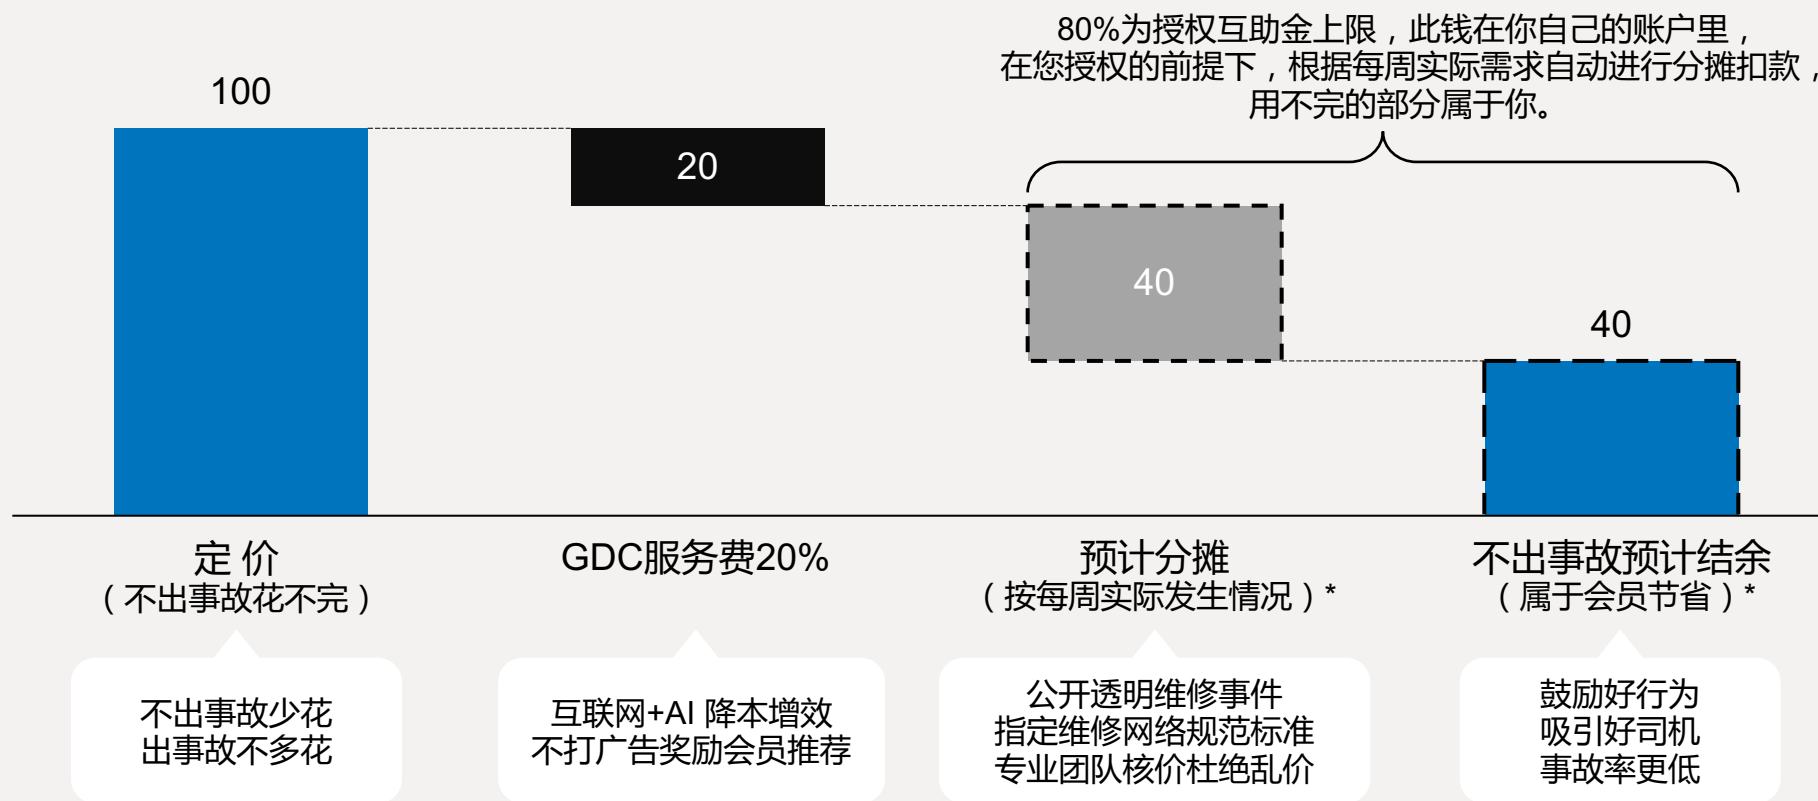 80%为授权互助金上限，此钱在你自己的账户里，
在您授权的前提下，根据每周实际需求自动进行分摊扣款，
用不完的部分属于你。
100
20
40
40
定 价
（不出事故花不完）
GDC服务费20%
预计分摊
（按每周实际发生情况）*
不出事故预计结余
（属于会员节省）*
不出事故少花
出事故不多花
互联网+AI 降本增效
不打广告奖励会员推荐
公开透明维修事件
指定维修网络规范标准
专业团队核价杜绝乱价
鼓励好行为
吸引好司机
事故率更低